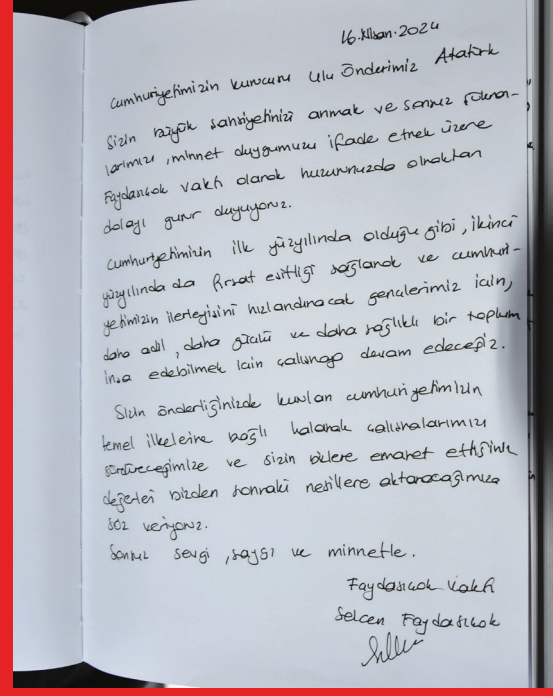 16.Nisan.2024
Cumhuriyetimizin kurucusu Ulu Önderimiz Atatürk
Sizin büyük şahsiyetinizi anmak ve sonsuz şükran-
larımızı, minnet duygumuzu ifade etmek üzere
Faydasıçok Vakfı olarak huzurunuzda olmaktan
dolayı gurur duyuyoruz.
Cumhuriyetimizin ilk yüzyılında olduğu gibi, ikinci
yüzyılında da fırsat eşitliği sağlanarak ve cumhuri-
yetimizin ilerleyişini hızlandıracak gençlerimiz için,
daha adil, daha güçlü ve daha sağlıklı bir toplum
inşa edebilmek için çalışmaya devam edeceğiz.
Sizin önderliğinizde kurulan cumhuriyetimizin
temel ilkelerine bağlı kalarak çalışmalarımızı
sürdüreceğimize ve sizin bizlere emanet ettiğiniz
değerleri bizden sonraki nesillere aktaracağımıza
söz veriyoruz.
Sonsuz sevgi, saygı ve minnetle.
Faydasıçok Vakfı
Selcen Faydasıçok